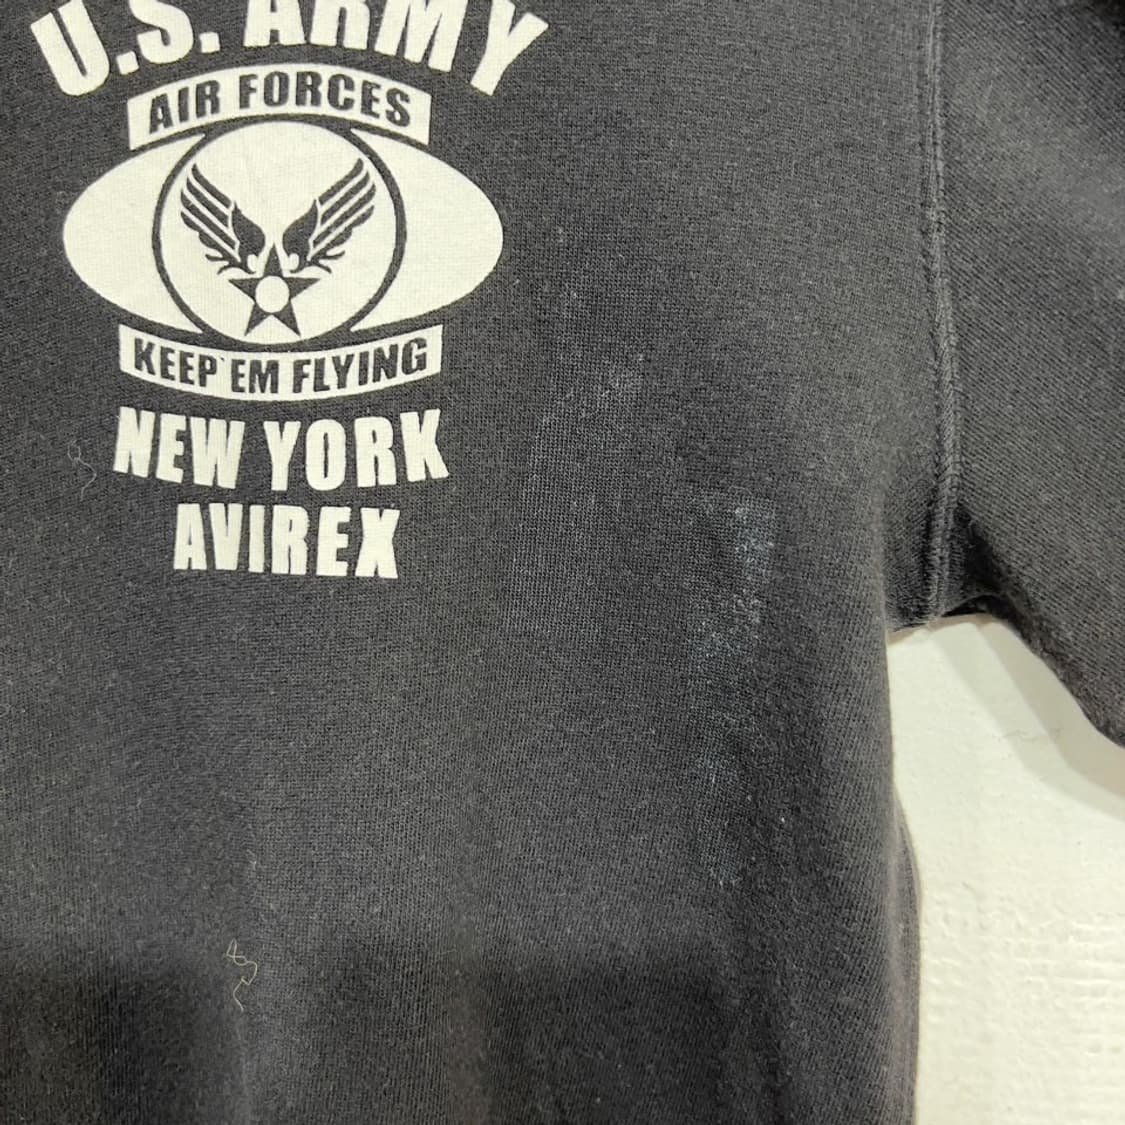 U.S. ARMY
AIR FORCES
KEEP'EM FLYING
NEW YORK
AVIREX